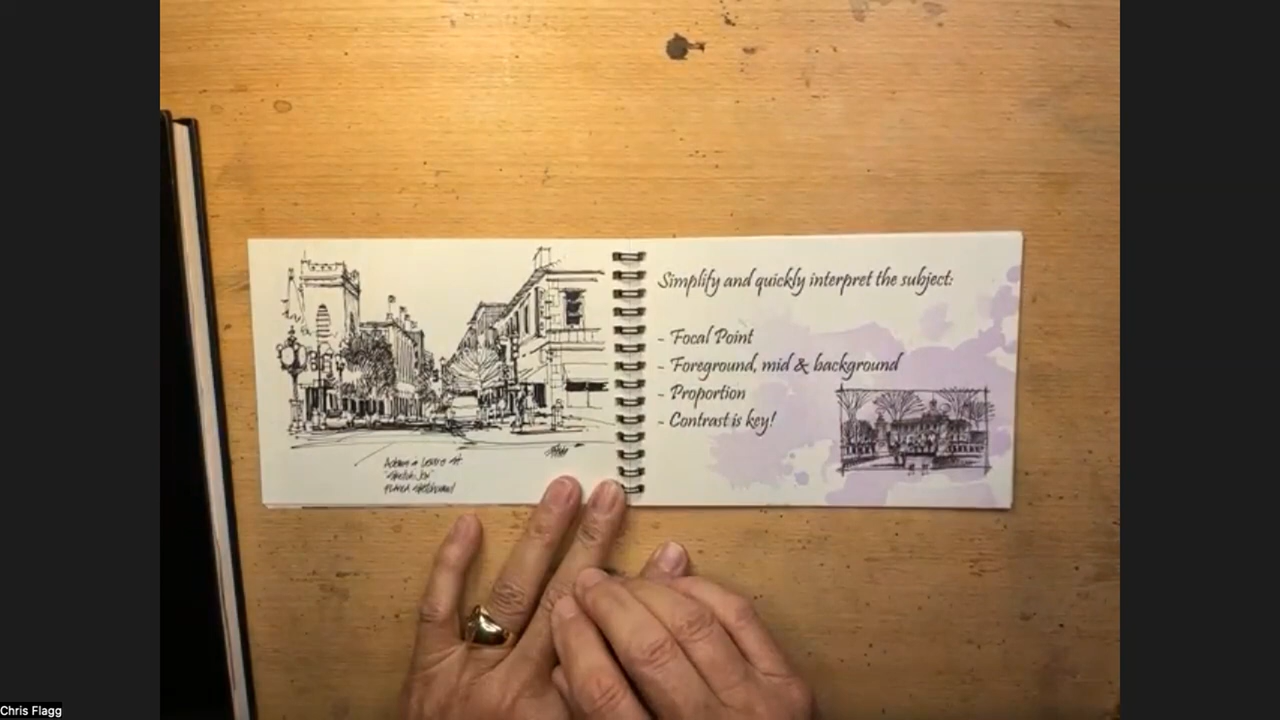 Simplify and quickly interpret the subject:
- Focal Point
- Foreground, mid & background
- Proportion
- Contrast is key!
Chris Flagg